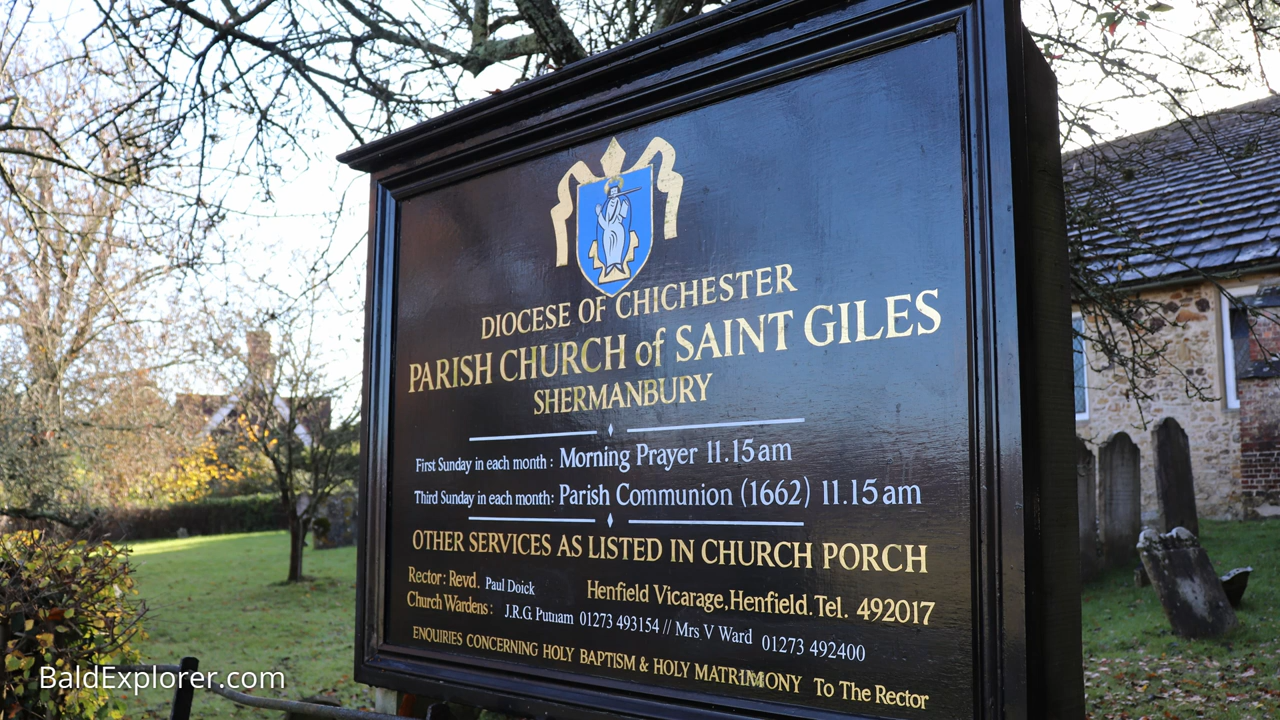 DIOCESE OF CHICHESTER
PARISH CHURCH of SAINT GILES
SHERMANBURY
First Sunday in each month: Morning Prayer 11.15am
Third Sunday in each month: Parish Communion (1662) 11.15am
OTHER SERVICES AS LISTED IN CHURCH PORCH
Rector: Revd. Paul Doick Henfield Vicarage, Henfield. Tel. 492017
Church Wardens: J.R.G. Putnam 01273 493154 // Mrs V Ward 01273 492400
ENQUIRIES CONCERNING HOLY BAPTISM & HOLY MATRIMONY To The Rector
BaldExplorer.com